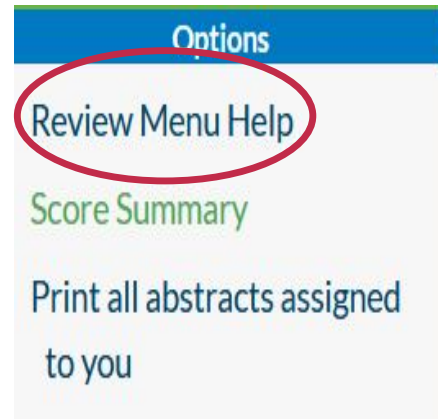 Options
Review Menu Help
Score Summary
Print all abstracts assigned
to you